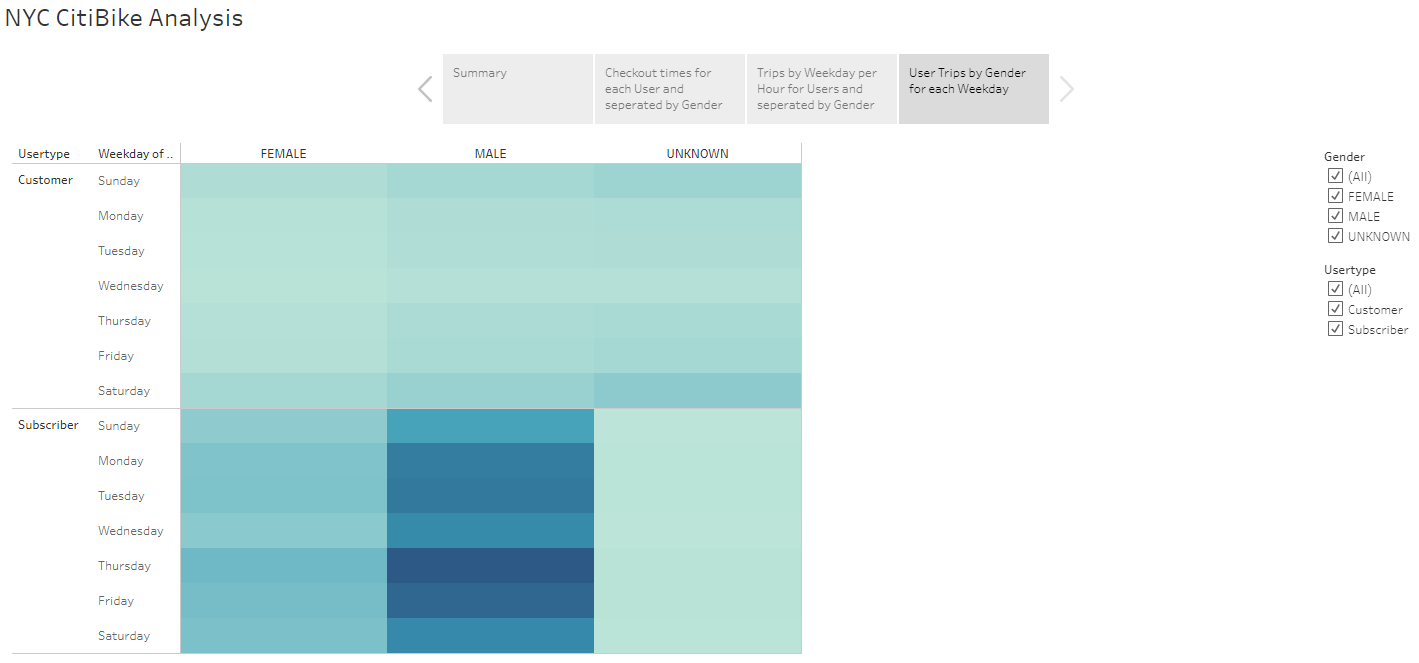 NYC CitiBike Analysis
Summary
Checkout times for
each User and
seperated by Gender
Trips by Weekday per
Hour for Users and
seperated by Gender
User Trips by Gender
for each Weekday
Usertype Weekday of .. FEMALE MALE UNKNOWN
Customer Sunday
Monday
Tuesday
Wednesday
Thursday
Friday
Saturday
Subscriber Sunday
Monday
Tuesday
Wednesday
Thursday
Friday
Saturday
Gender
(All)
FEMALE
MALE
UNKNOWN
Usertype
(All)
Customer
Subscriber